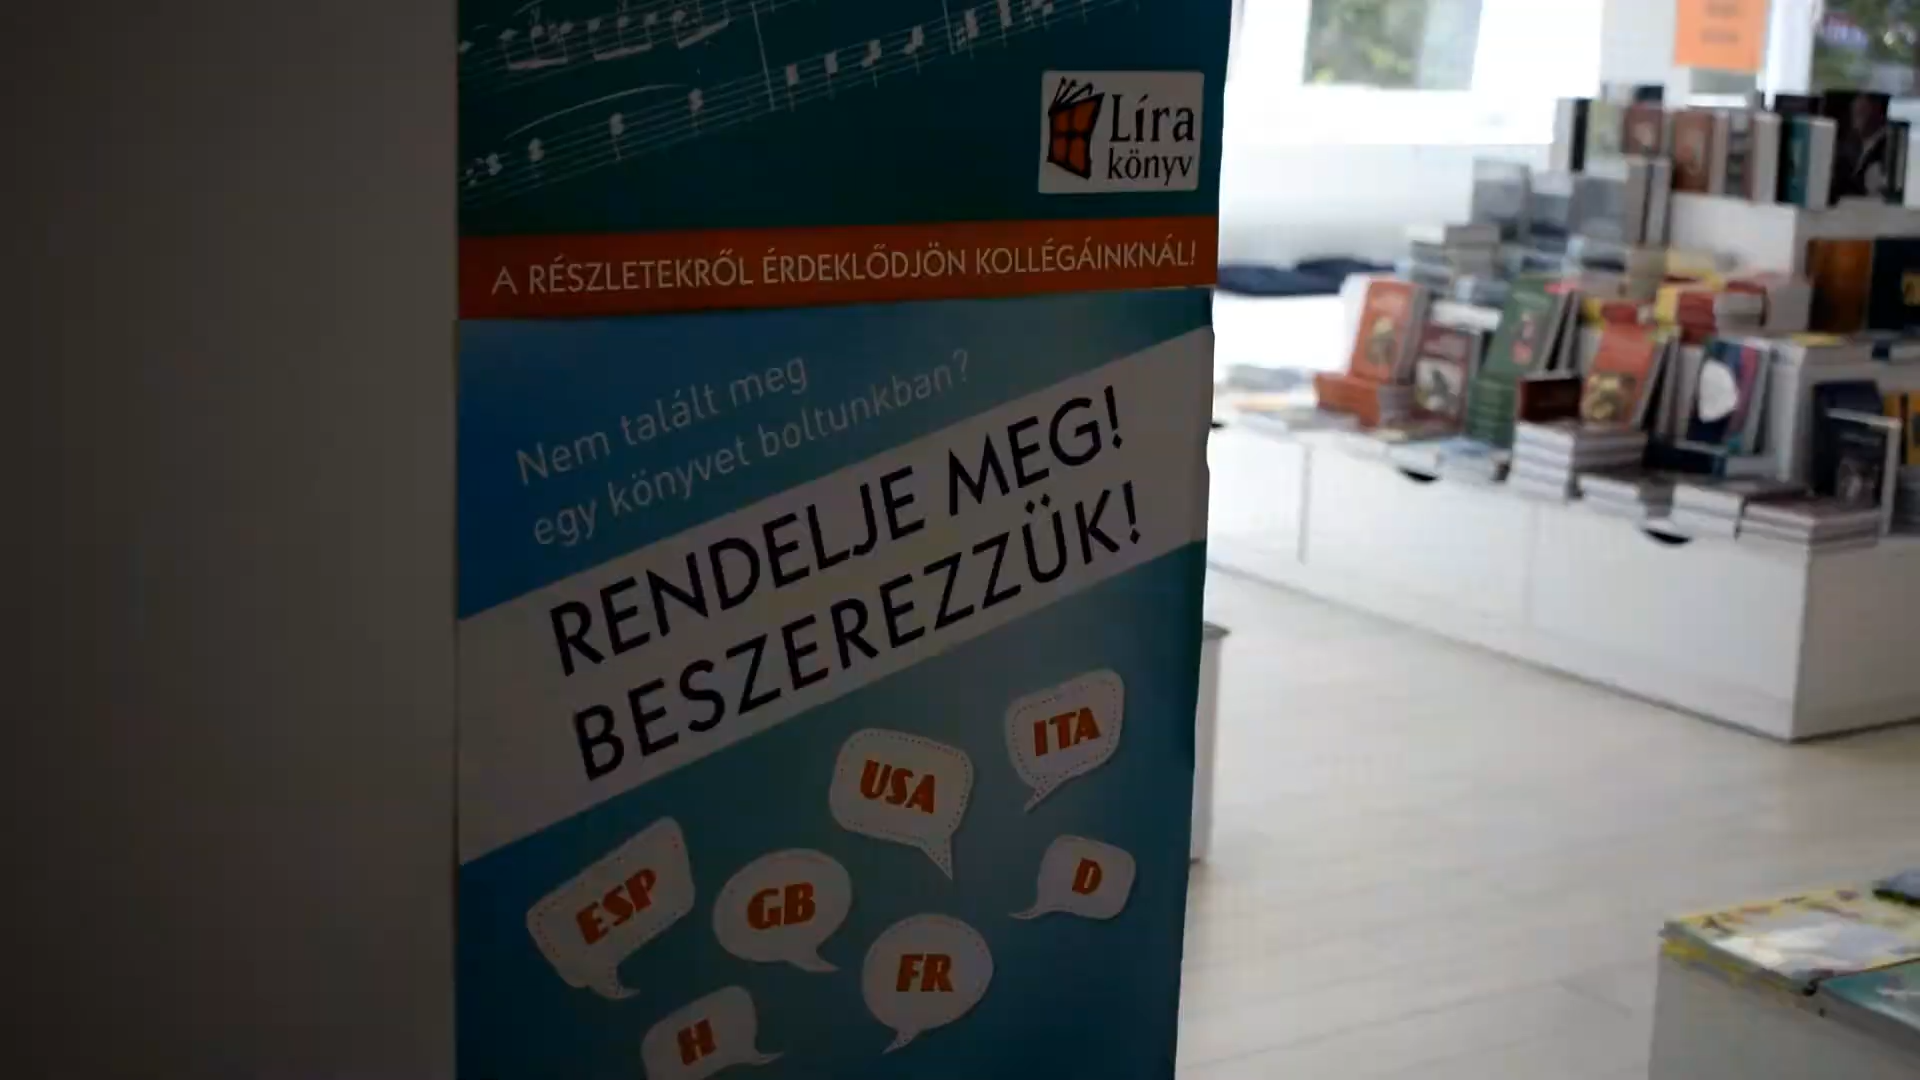 Líra
könyv
A RÉSZLETEKRŐL ÉRDEKLŐDJÖN KOLLÉGÁINKNÁL!
Nem talált meg
egy könyvet boltunkban?
RENDELJE MEG!
BESZEREZZÜK!
ITA
USA
D
ESP
GB
FR
H